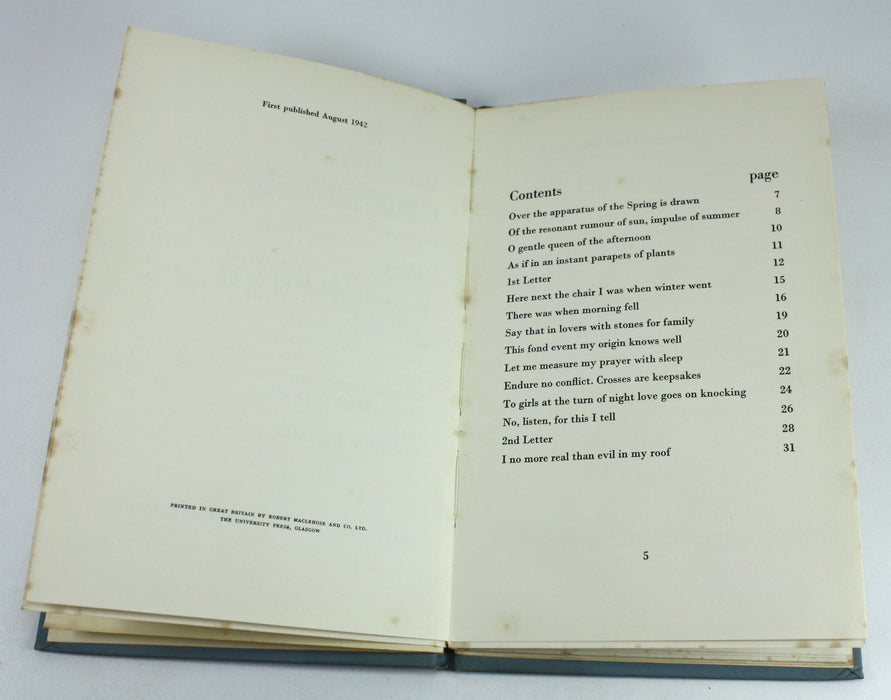 First published August 1942
PRINTED IN GREAT BRITAIN BY ROBERT MACLEHOSE AND CO. LTD.
THE UNIVERSITY PRESS, GLASGOW
Contents page
Over the apparatus of the Spring is drawn 7
Of the resonant rumour of sun, impulse of summer 8
O gentle queen of the afternoon 10
As if in an instant parapets of plants 11
1st Letter 12
Here next the chair I was when winter went 15
There was when morning fell 16
Say that in lovers with stones for family 19
This fond event my origin knows well 20
Let me measure my prayer with sleep 21
Endure no conflict. Crosses are keepsakes 22
To girls at the turn of night love goes on knocking 24
No, listen, for this I tell 26
2nd Letter 28
I no more real than evil in my roof 31
5